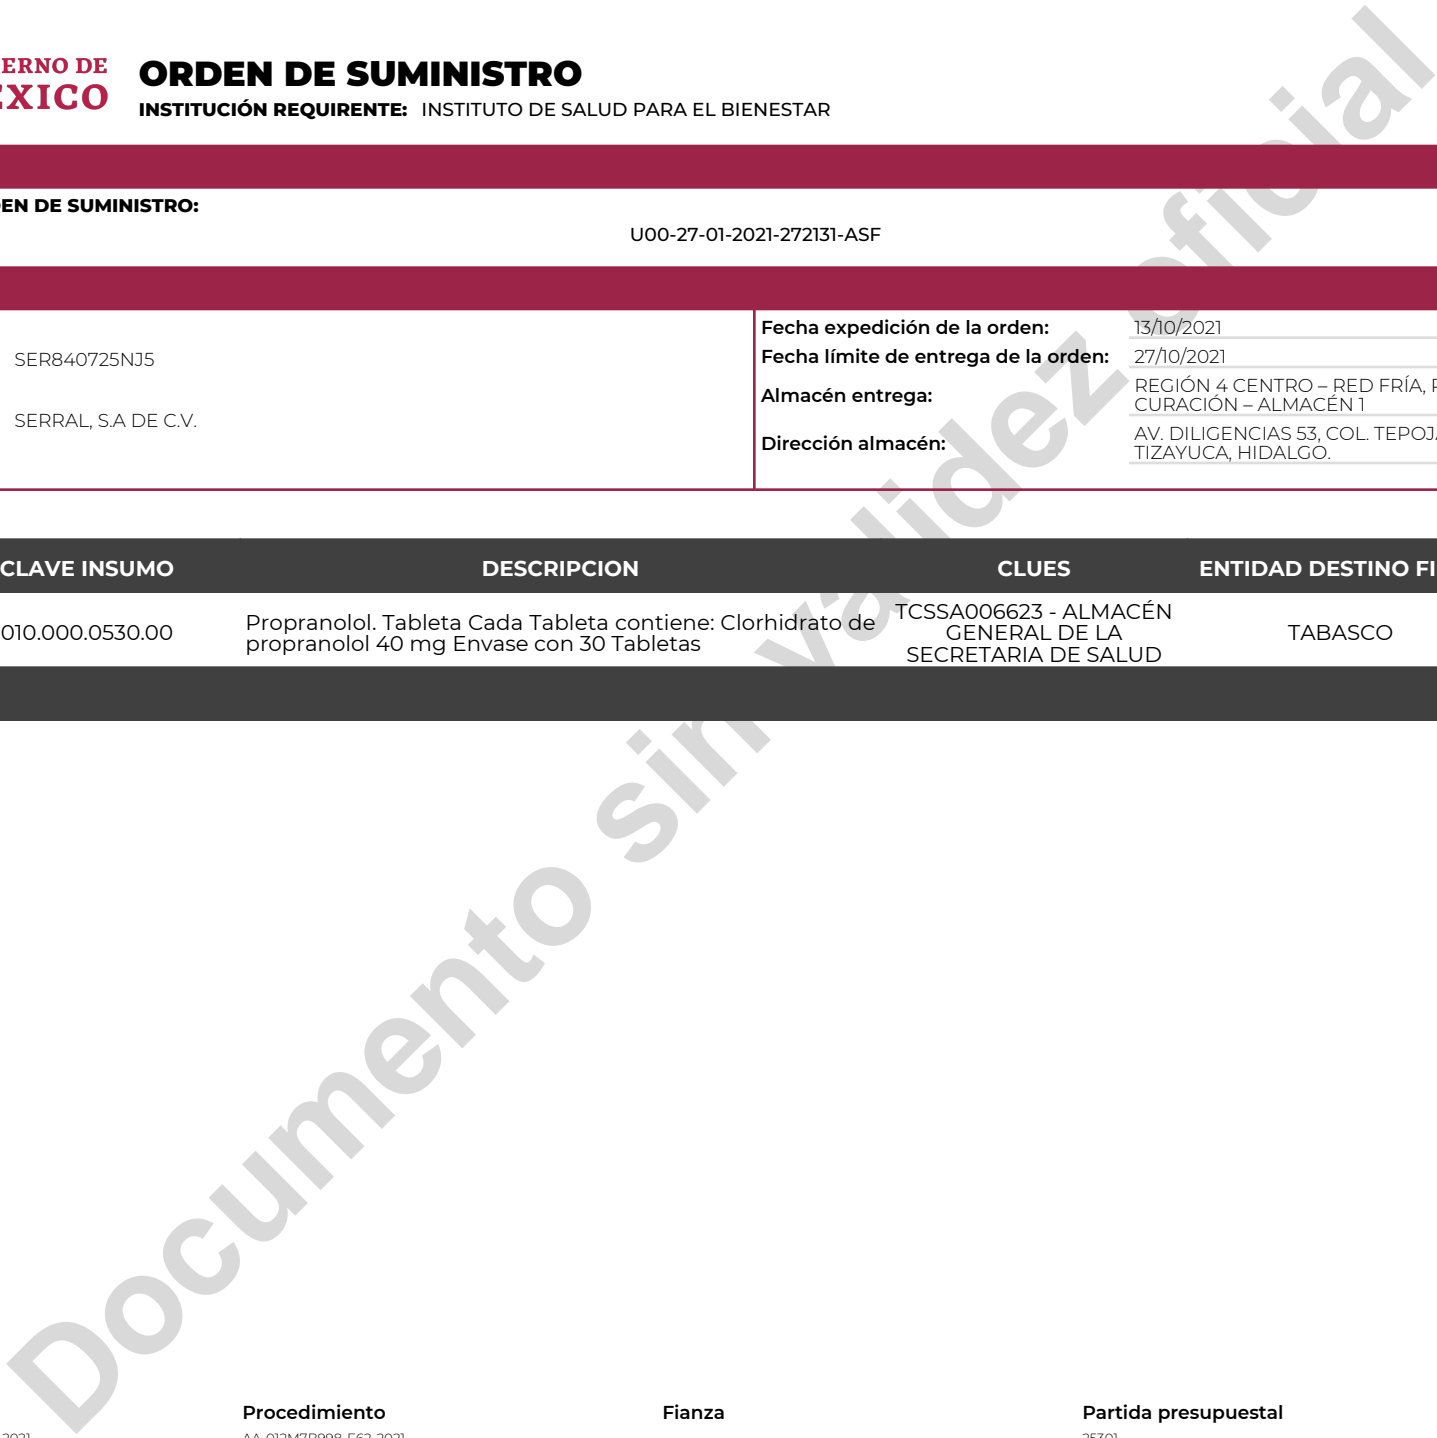 ORDEN DE SUMINISTRO
INSTITUCIÓN REQUIRENTE: INSTITUTO DE SALUD PARA EL BIENESTAR
DE SUMINISTRO:
U00-27-01-2021-272131-ASF
SER840725NJ5
SERRAL, S.A DE C.V.
Fecha expedición de la orden: 13/10/2021
Fecha límite de entrega de la orden: 27/10/2021
Almacén entrega: REGIÓN 4 CENTRO – RED FRÍA,
CURACIÓN – ALMACÉN 1
Dirección almacén: AV. DILIGENCIAS 53, COL.
TIZAYUCA, HIDALGO.
CLAVE INSUMO DESCRIPCION CLUES ENTIDAD DESTINO
010.000.0530.00
Propranolol. Tableta Cada Tableta contiene: Clorhidrato de
propranolol 40 mg Envase con 30 Tabletas
TCSSA006623 - ALMACÉN
GENERAL DE LA
SECRETARIA DE SALUD
TABASCO
Documento sin validez oficial
Procedimiento Fianza Partida presupuestal